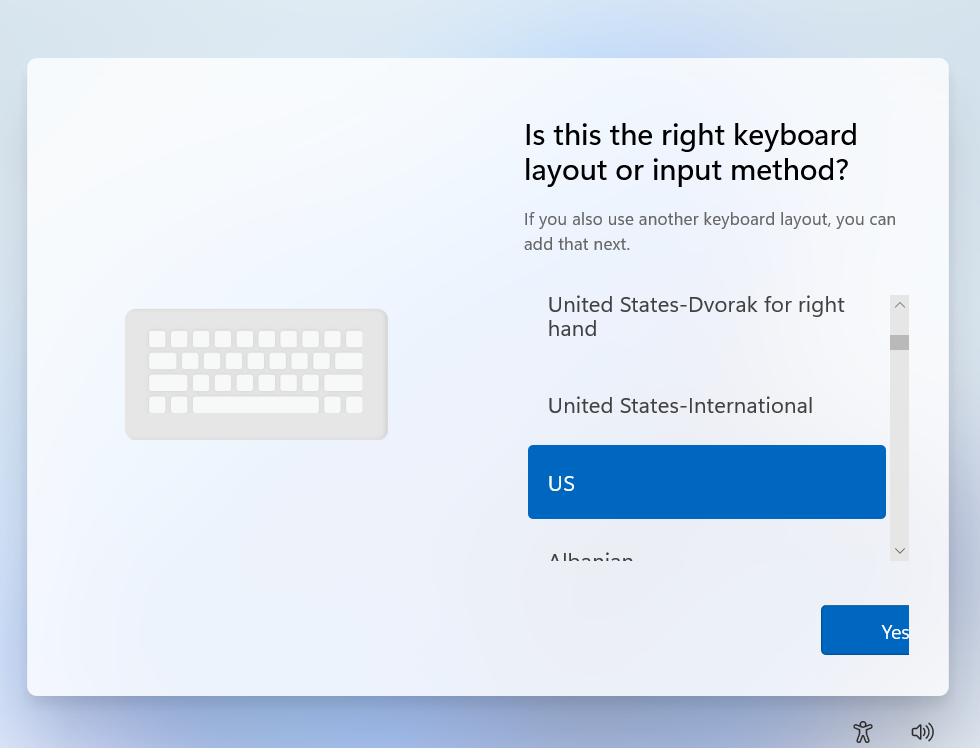 Is this the right keyboard
layout or input method?
If you also use another keyboard layout, you can
add that next.
United States-Dvorak for right
hand
United States-International
US
Albanian
Yes